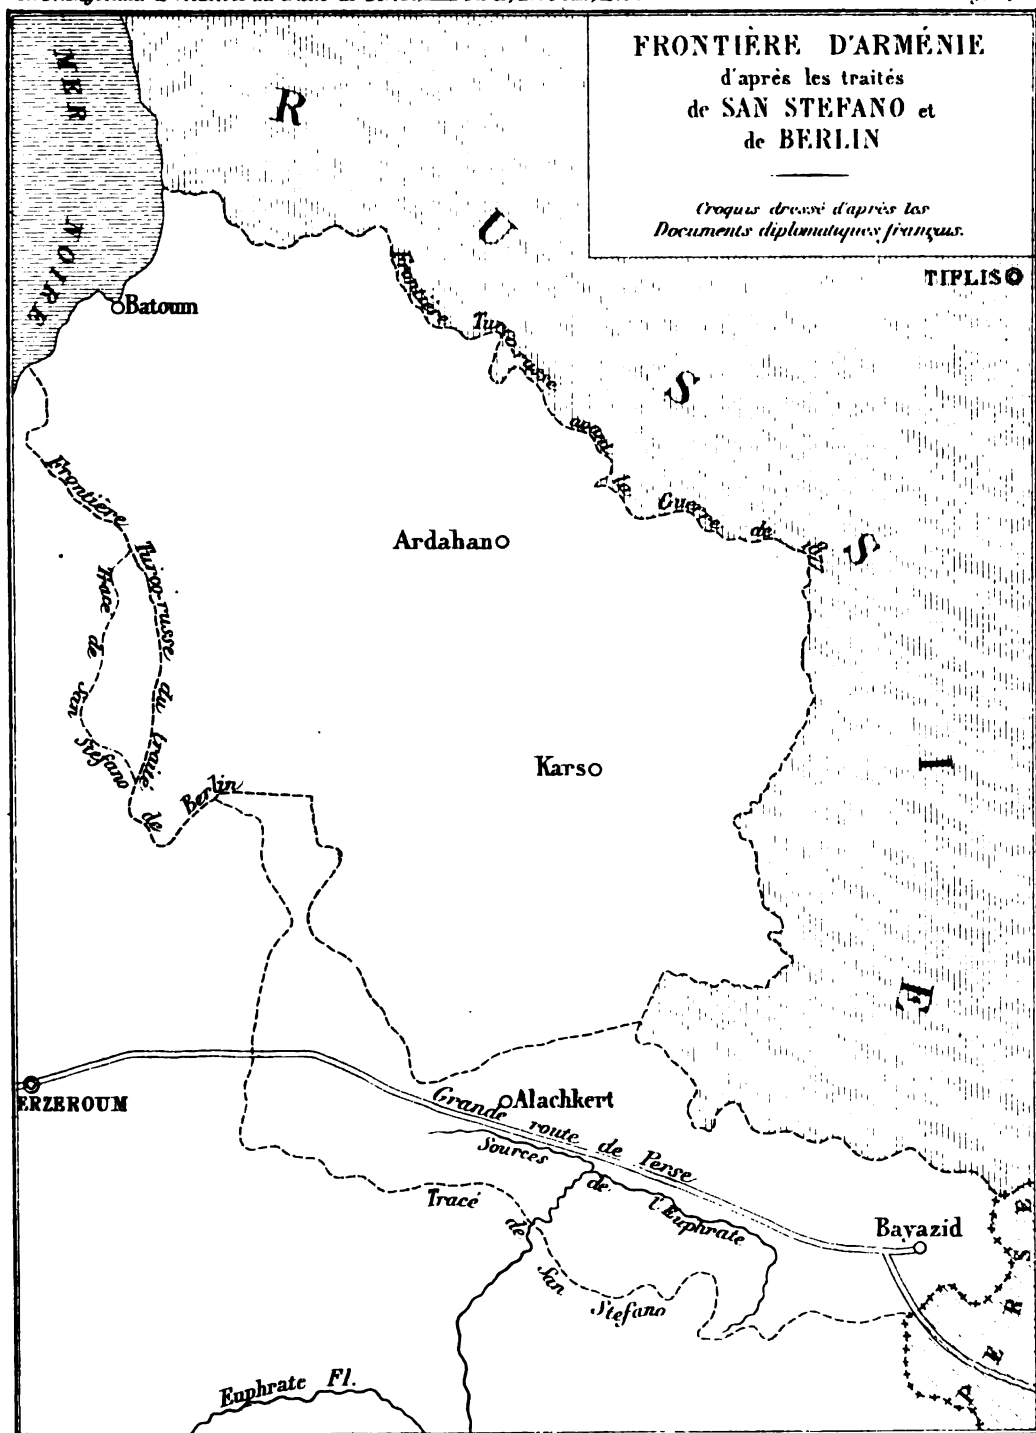 FRONTIÈRE D'ARMÉNIE
d'après les traités
de SAN STEFANO et
de BERLIN
Croquis dressé d'après les
Documents diplomatiques français.
MER NOIRE
RUSSIE
TIFLIS
Batoum
Frontière Turco-russe avant la Guerre de 1877
Ardahan
Frontière Turco-russe du traité de Berlin
Tracé de San Stefano
Kars
ERZEROUM
Alachkert
Grande route de Perse
Sources de l'Euphrate
Tracé de San Stefano
Bayazid
PERSE
Euphrate Fl.